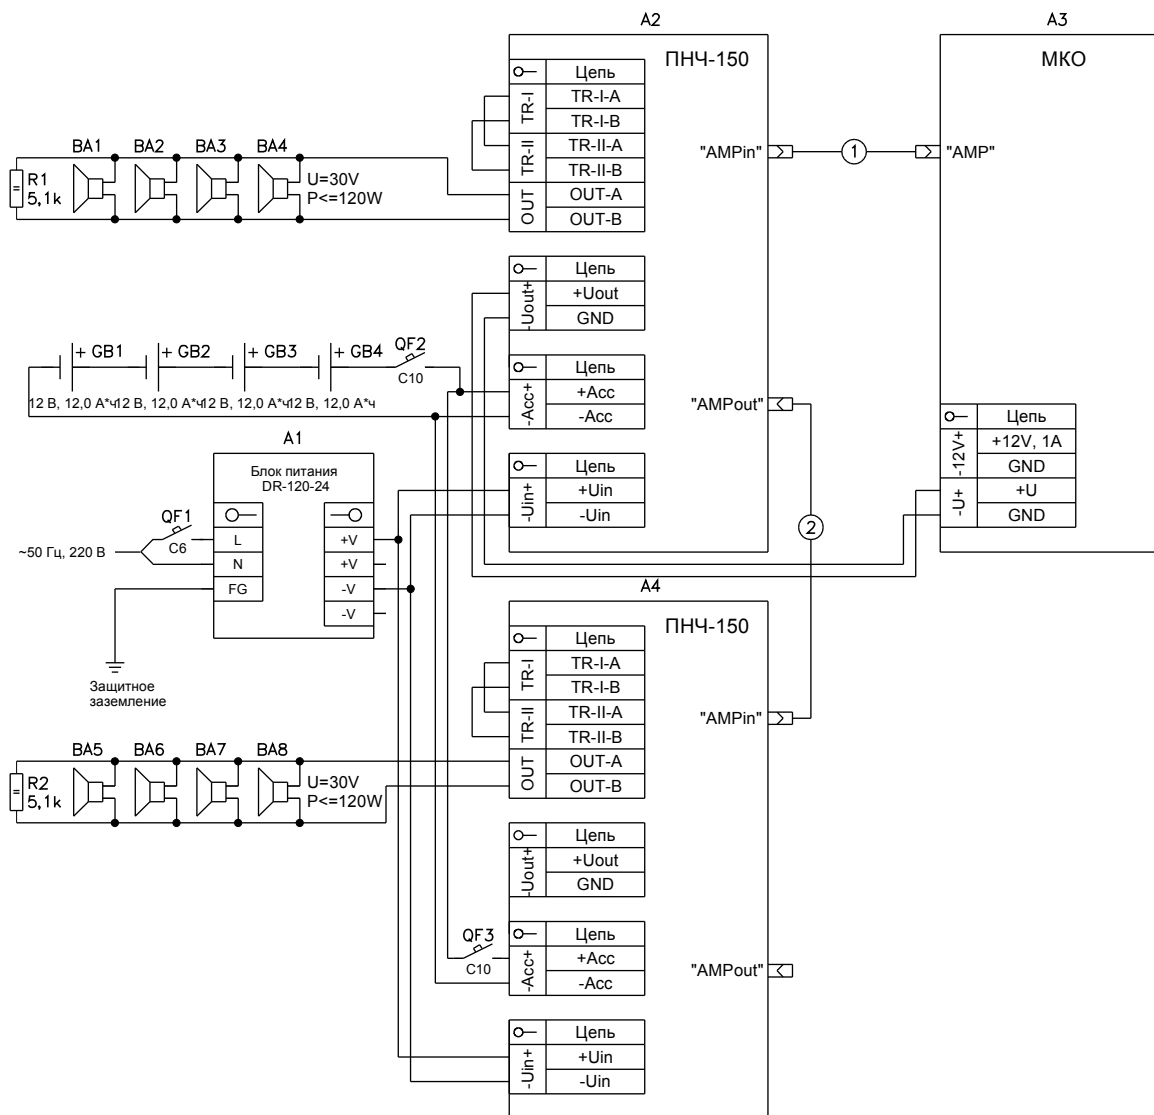 A2
ПНЧ-150
Цепь
TR-I
TR-I-A
TR-I-B
TR-II
TR-II-A
TR-II-B
OUT
OUT-A
OUT-B
"AMPin"
1
A3
МКО
"AMP"
BA1 BA2 BA3 BA4
R1
5,1k
U=30V
P<=120W
Цепь
-Uout+
+Uout
GND
+ GB1 + GB2 + GB3 + GB4
QF2
C10
12 В, 12,0 А*ч 12 В, 12,0 А*ч 12 В, 12,0 А*ч 12 В, 12,0 А*ч
Цепь
-Acc+
+Acc
-Acc
"AMPout"
Цепь
-12V+
+12V, 1A
GND
-U+
+U
GND
A1
Блок питания
DR-120-24
QF1
C6
~50 Гц, 220 В
L
N
FG
+V
+V
-V
-V
Защитное
заземление
Цепь
-Uin+
+Uin
-Uin
2
A4
ПНЧ-150
Цепь
TR-I
TR-I-A
TR-I-B
TR-II
TR-II-A
TR-II-B
OUT
OUT-A
OUT-B
"AMPin"
BA5 BA6 BA7 BA8
R2
5,1k
U=30V
P<=120W
Цепь
-Uout+
+Uout
GND
QF3
C10
Цепь
-Acc+
+Acc
-Acc
"AMPout"
Цепь
-Uin+
+Uin
-Uin